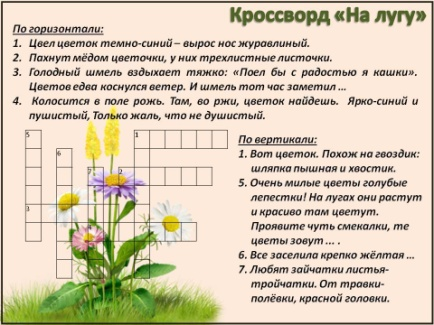 Кроссворд «На лугу»
По горизонтали:
1. Цвел цветок темно-синий – вырос нос журавлиный.
2. Пахнут мёдом цветочки, у них трехлистные листочки.
3. Голодный шмель вздыхает тяжко: «Поел бы с радостью я кашки».
Цветов едва коснулся ветер. И шмель тот час заметил ...
4. Колосится в поле рожь. Там, во ржи, цветок найдешь. Ярко-синий и
пушистый, Только жаль, что не душистый.
5
1
6
4
7
2
3
По вертикали:
1. Вот цветок. Похож на гвоздик:
шляпка пышная и хвостик.
5. Очень милые цветы голубые
лепестки! На лугах они растут
и красиво там цветут.
Проявите чуть смекалки, те
цветы зовут ... .
6. Все заселила крепко жёлтая ...
7. Любят зайчатки листья-
тройчатки. От травки-
полёвки, красной головки.